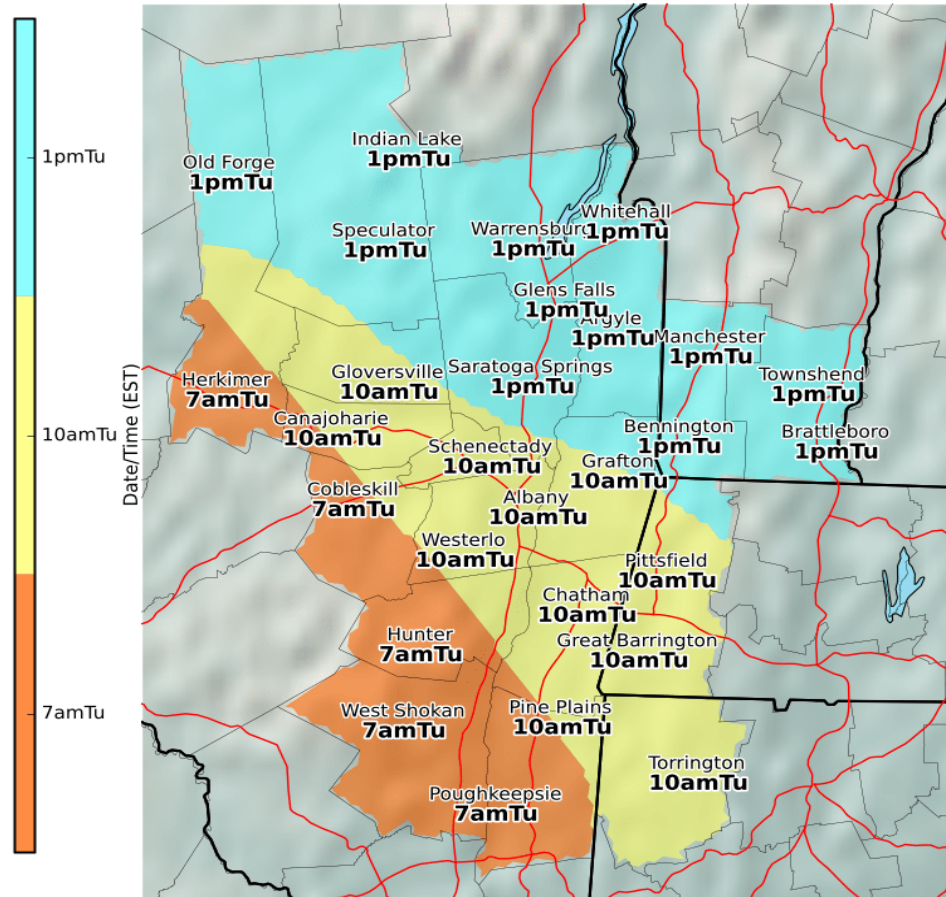 1pmTu
10amTu
7amTu
Date/Time (EST)
Indian Lake
1pmTu
Old Forge
1pmTu
Whitehall
1pmTu
Speculator
1pmTu
Warrensburg
1pmTu
Glens Falls
1pmTu
Argyle
1pmTu
Manchester
1pmTu
Saratoga Springs
1pmTu
Gloversville
10amTu
Herkimer
7amTu
Townshend
1pmTu
Canajoharie
10amTu
Bennington
1pmTu
Brattleboro
1pmTu
Schenectady
10amTu
Grafton
10amTu
Cobleskill
7amTu
Albany
10amTu
Westerlo
10amTu
Pittsfield
10amTu
Chatham
10amTu
Hunter
7amTu
Great Barrington
10amTu
West Shokan
7amTu
Pine Plains
10amTu
Torrington
10amTu
Poughkeepsie
7amTu